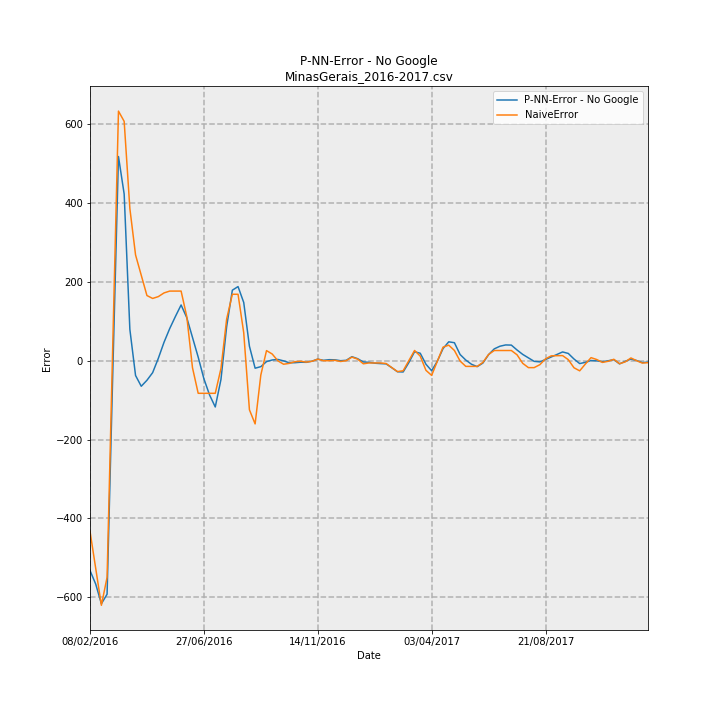 P-NN-Error - No Google
MinasGerais_2016-2017.csv
P-NN-Error - No Google
NaiveError
Error
600
400
200
0
−200
−400
−600
08/02/2016
27/06/2016
14/11/2016
03/04/2017
21/08/2017
Date